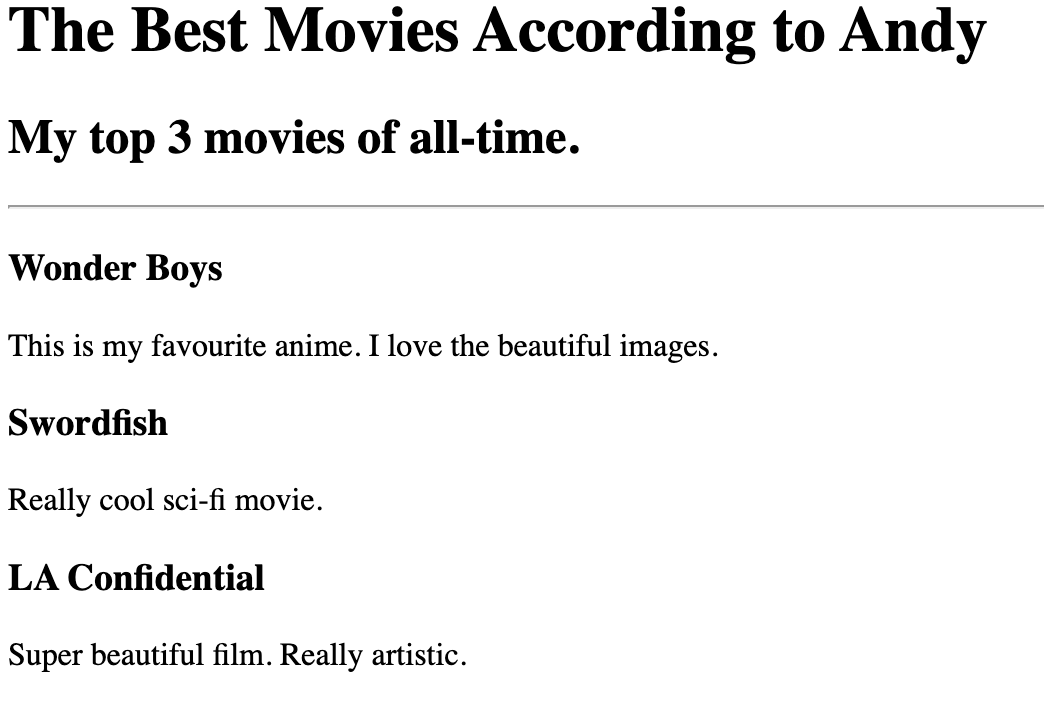 The Best Movies According to Andy
My top 3 movies of all-time.
Wonder Boys
This is my favourite anime. I love the beautiful images.
Swordfish
Really cool sci-fi movie.
LA Confidential
Super beautiful film. Really artistic.